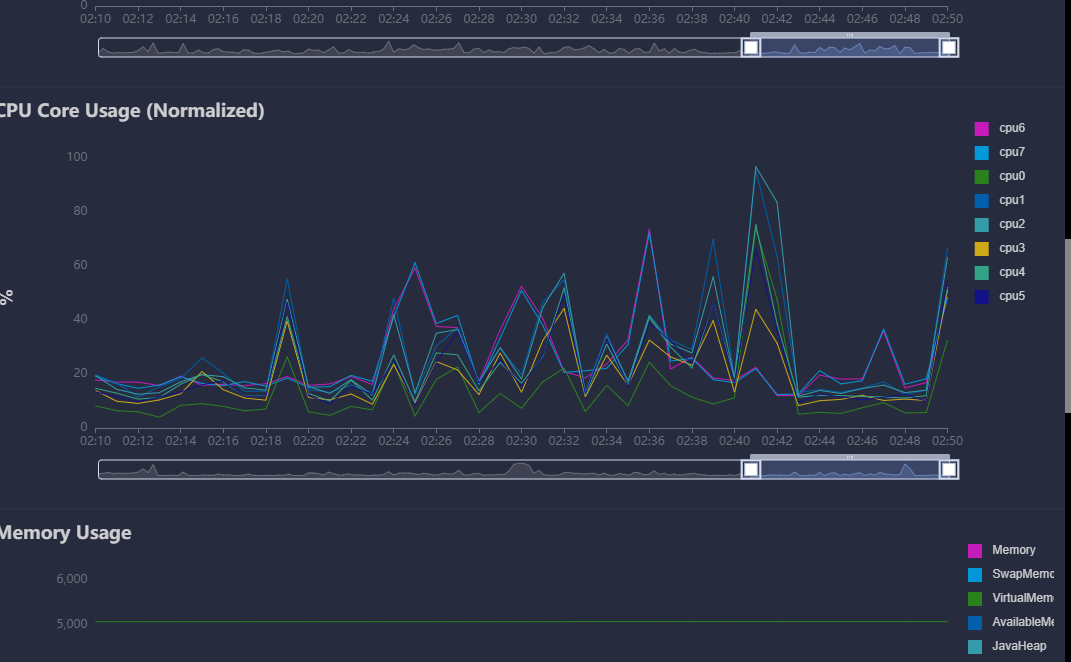 0
02:10 02:12 02:14 02:16 02:18 02:20 02:22 02:24 02:26 02:28 02:30 02:32 02:34 02:36 02:38 02:40 02:42 02:44 02:46 02:48 02:50
CPU Core Usage (Normalized)
cpu6
cpu7
cpu0
cpu1
cpu2
cpu3
cpu4
cpu5
%
100
80
60
40
20
0
02:10 02:12 02:14 02:16 02:18 02:20 02:22 02:24 02:26 02:28 02:30 02:32 02:34 02:36 02:38 02:40 02:42 02:44 02:46 02:48 02:50
Memory Usage
Memory
SwapMemo
VirtualMem
AvailableMe
JavaHeap
6,000
5,000